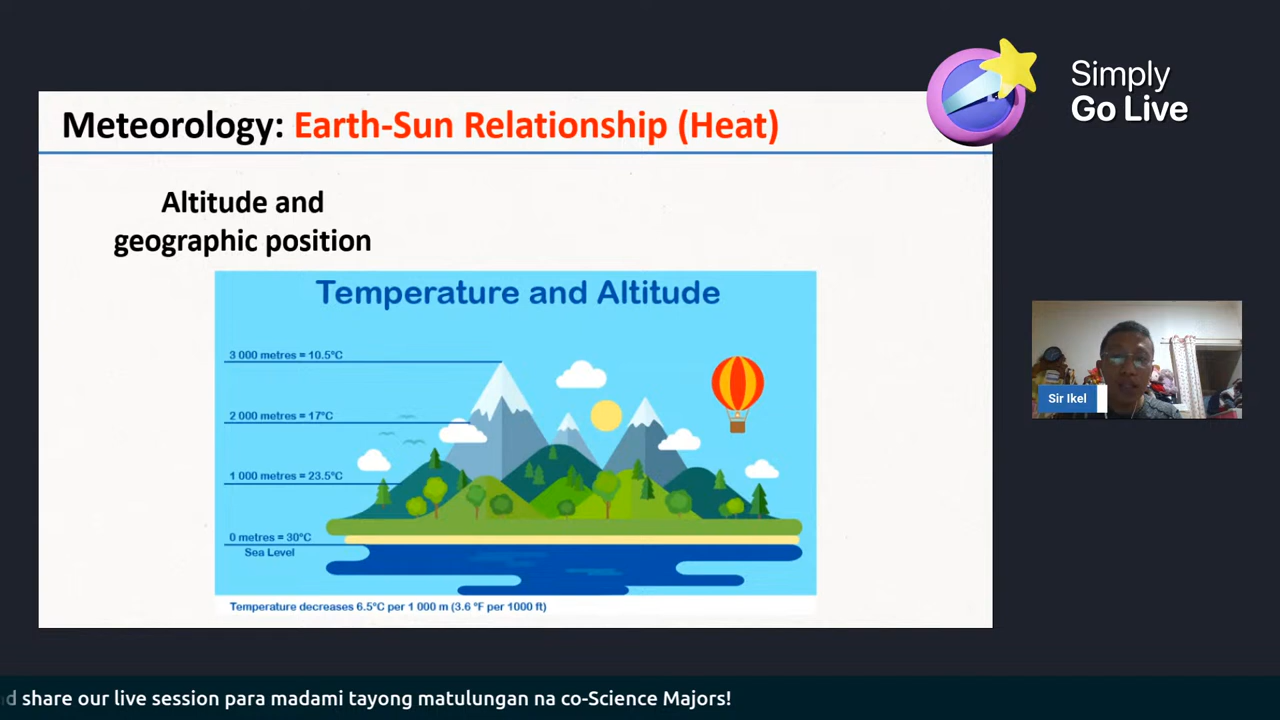 Simply
Go Live
Meteorology: Earth-Sun Relationship (Heat)
Altitude and
geographic position
Temperature and Altitude
3 000 metres = 10.5°C
2 000 metres = 17°C
1 000 metres = 23.5°C
0 metres = 30°C
Sea Level
Temperature decreases 6.5°C per 1 000 m (3.6 °F per 1000 ft)
Sir Ikel
share our live session para madami tayong matulungan na co-Science Majors!